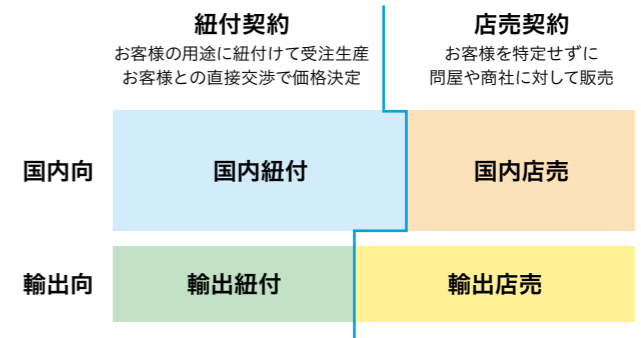 紐付契約
お客様の用途に紐付けて受注生産
お客様との直接交渉で価格決定
店売契約
お客様を特定せずに
問屋や商社に対して販売
国内向
国内紐付
国内店売
輸出向
輸出紐付
輸出店売